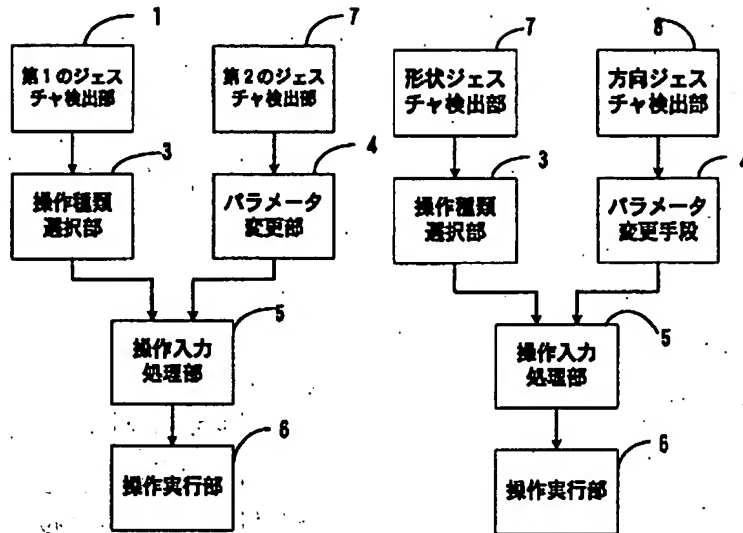 1
第1のジェス
チャ検出部
7
第2のジェス
チャ検出部
3
操作種類
選択部
4
パラメータ
変更部
5
操作入力
処理部
6
操作実行部
7
形状ジェス
チャ検出部
8
方向ジェス
チャ検出部
3
操作種類
選択部
4
パラメータ
変更手段
5
操作入力
処理部
6
操作実行部